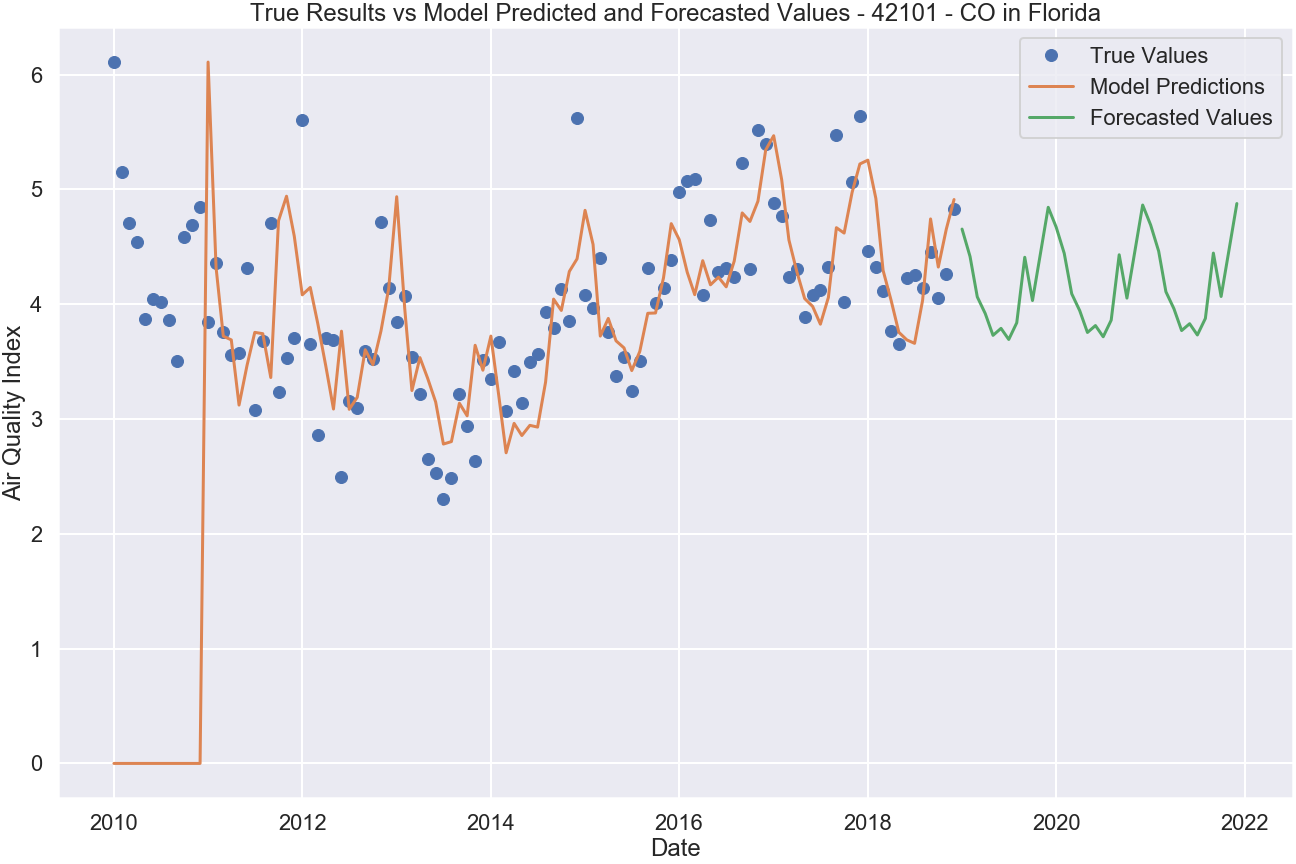 True Results vs Model Predicted and Forecasted Values - 42101 - CO in Florida
True Values
Model Predictions
Forecasted Values
Air Quality Index
6
5
4
3
2
1
0
2010 2012 2014 2016 2018 2020 2022
Date